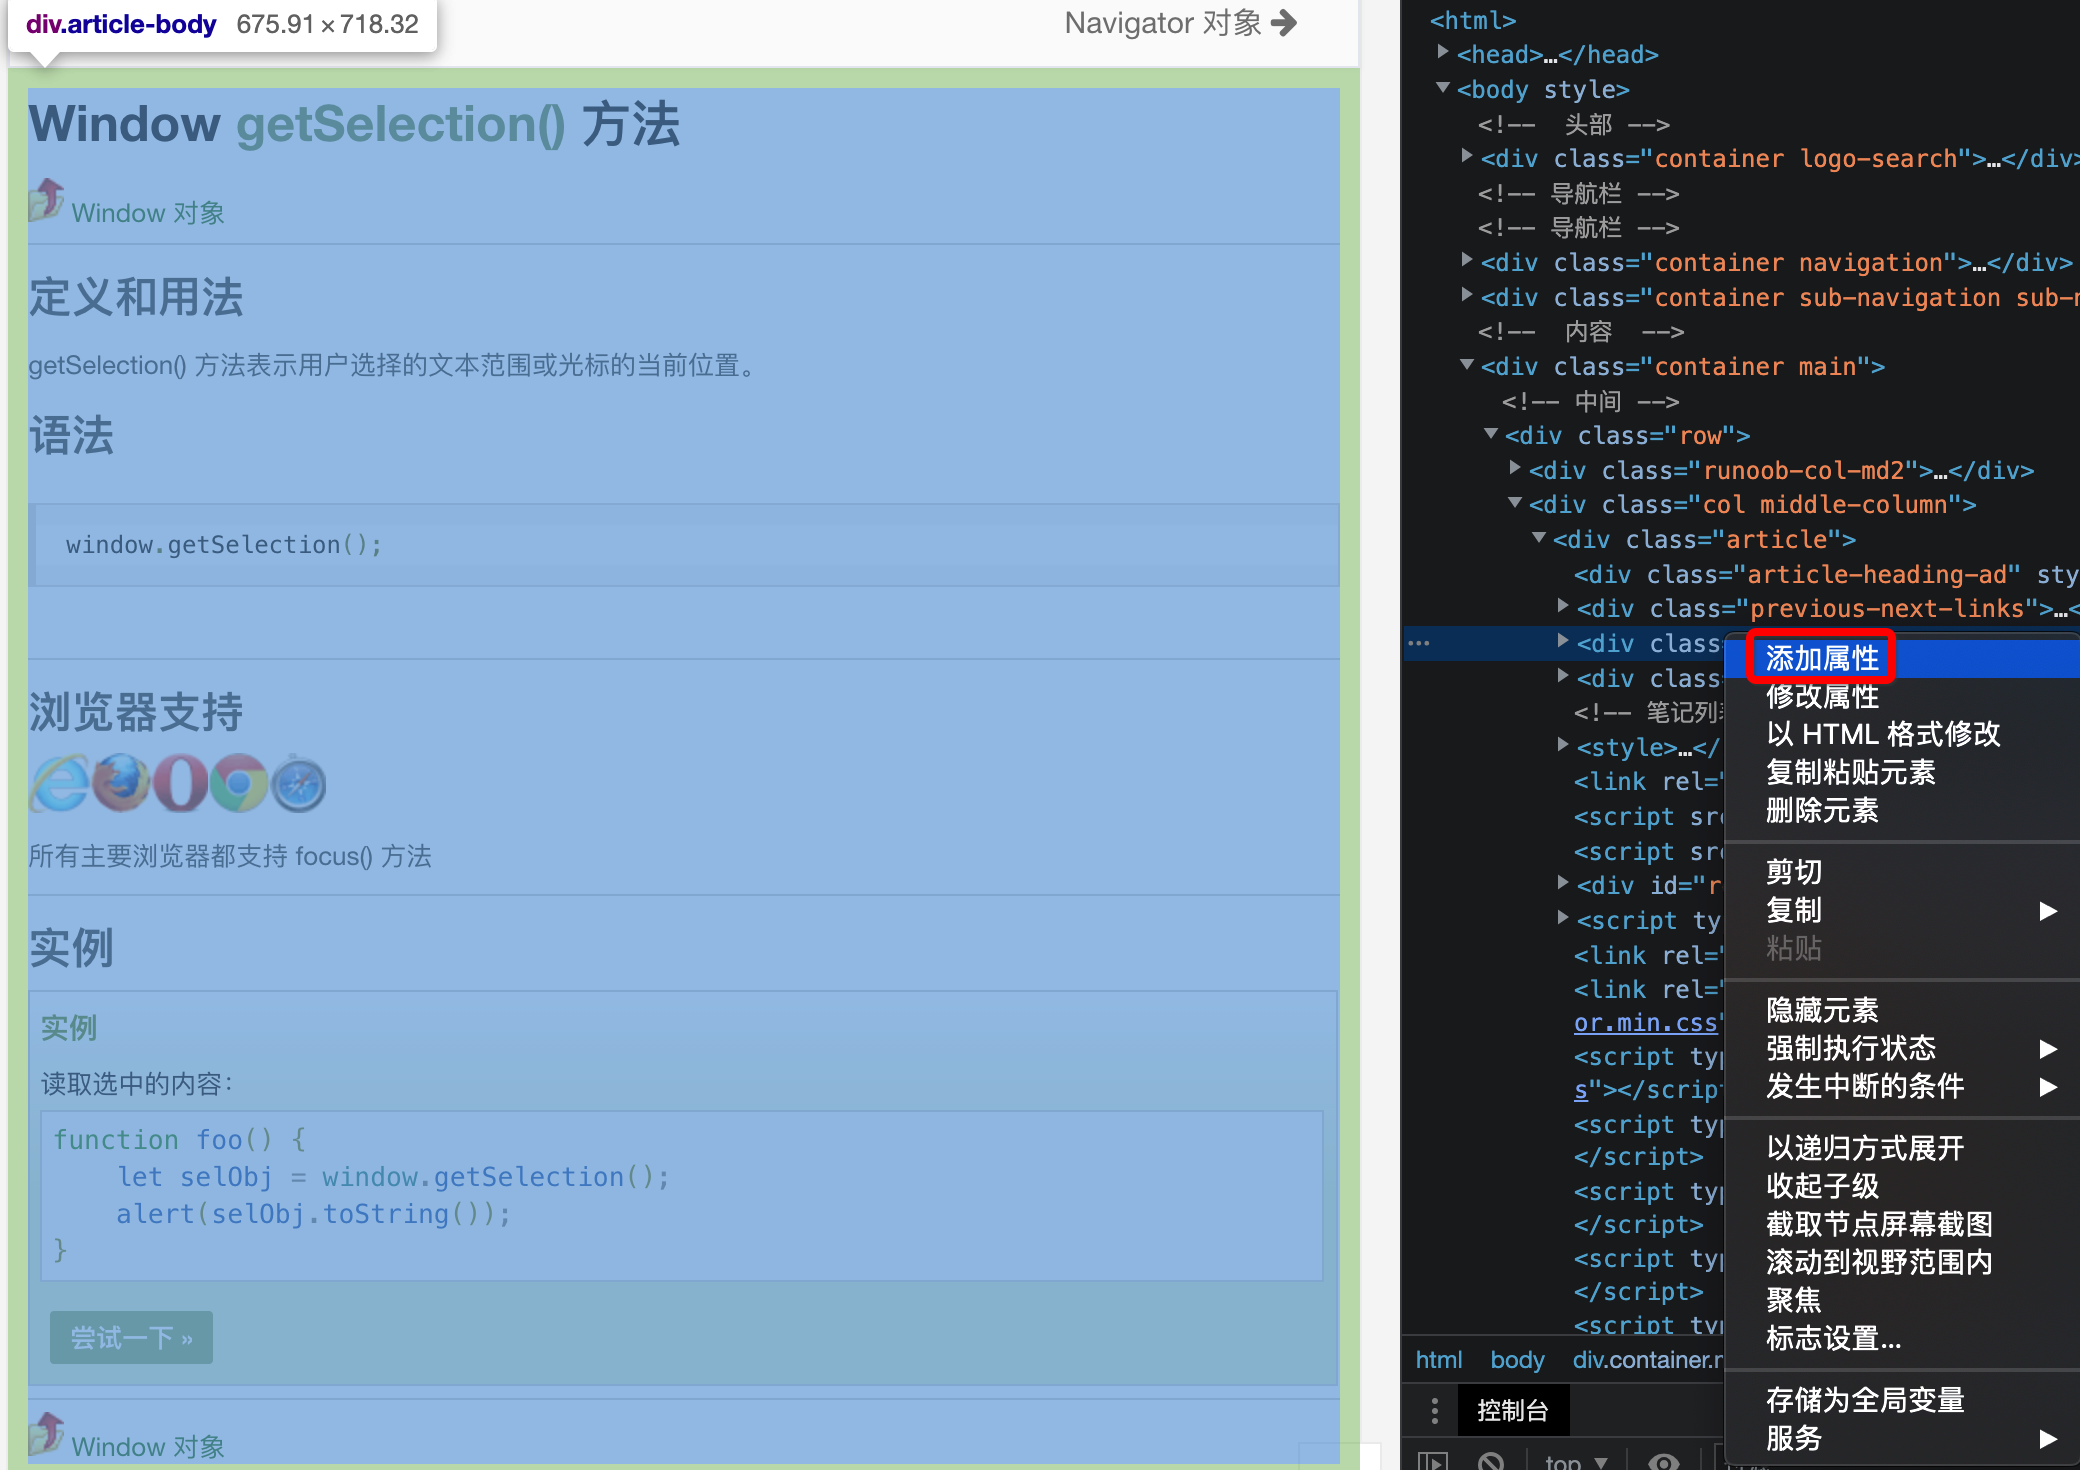 div.article-body 675.91×718.32
Navigator 对象
Window getSelection() 方法
Window 对象
定义和用法
getSelection() 方法表示用户选择的文本范围或光标的当前位置。
语法
window.getSelection();
浏览器支持
所有主要浏览器都支持 focus() 方法
实例
实例
读取选中的内容：
function foo() {
let selObj = window.getSelection();
alert(selObj.toString());
}
尝试一下 »
Window 对象
<html>
<head>…</head>
<body style>
<!-- 头部 -->
<div class="container logo-search">…</div>
<!-- 导航栏 -->
<!-- 导航栏 -->
<div class="container navigation">…</div>
<div class="container sub-navigation sub-
<!-- 内容 -->
<div class="container main">
<!-- 中间 -->
<div class="row">
<div class="runoob-col-md2">…</div>
<div class="col middle-column">
<div class="article">
<div class="article-heading-ad" sty
<div class="previous-next-links">…<
… <div class
<div class
<!-- 笔记列
<style>…</
<link rel="
<script sr
<script sr
<div id="r
<script ty
<link rel="
<link rel="
or.min.css"
<script ty
s"></scrip
<script ty
</script>
<script ty
</script>
<script ty
</script>
<script ty
添加属性
修改属性
以 HTML 格式修改
复制粘贴元素
删除元素
剪切
复制
粘贴
隐藏元素
强制执行状态
发生中断的条件
以递归方式展开
收起子级
截取节点屏幕截图
滚动到视野范围内
聚焦
标志设置...
存储为全局变量
服务
html body div.container.
控制台
top